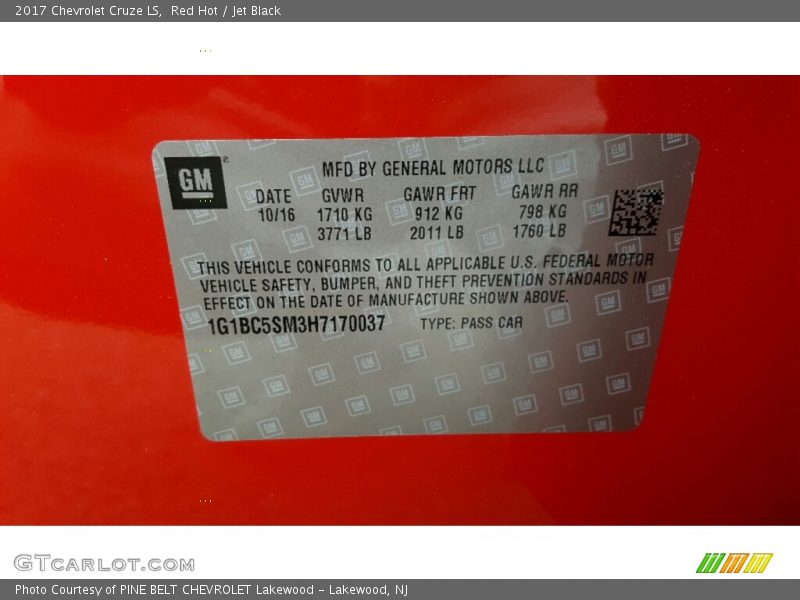 2017 Chevrolet Cruze LS,  Red Hot / Jet Black
GM
MFD BY GENERAL MOTORS LLC
DATE GVWR GAWR FRT GAWR RR
10/16 1710 KG 912 KG 798 KG
3771 LB 2011 LB 1760 LB
THIS VEHICLE CONFORMS TO ALL APPLICABLE U.S. FEDERAL MOTOR
VEHICLE SAFETY, BUMPER, AND THEFT PREVENTION STANDARDS IN
EFFECT ON THE DATE OF MANUFACTURE SHOWN ABOVE.
1G1BC5SM3H7170037 TYPE: PASS CAR
GTCARLOT.COM
Photo Courtesy of PINE BELT CHEVROLET Lakewood - Lakewood, NJ